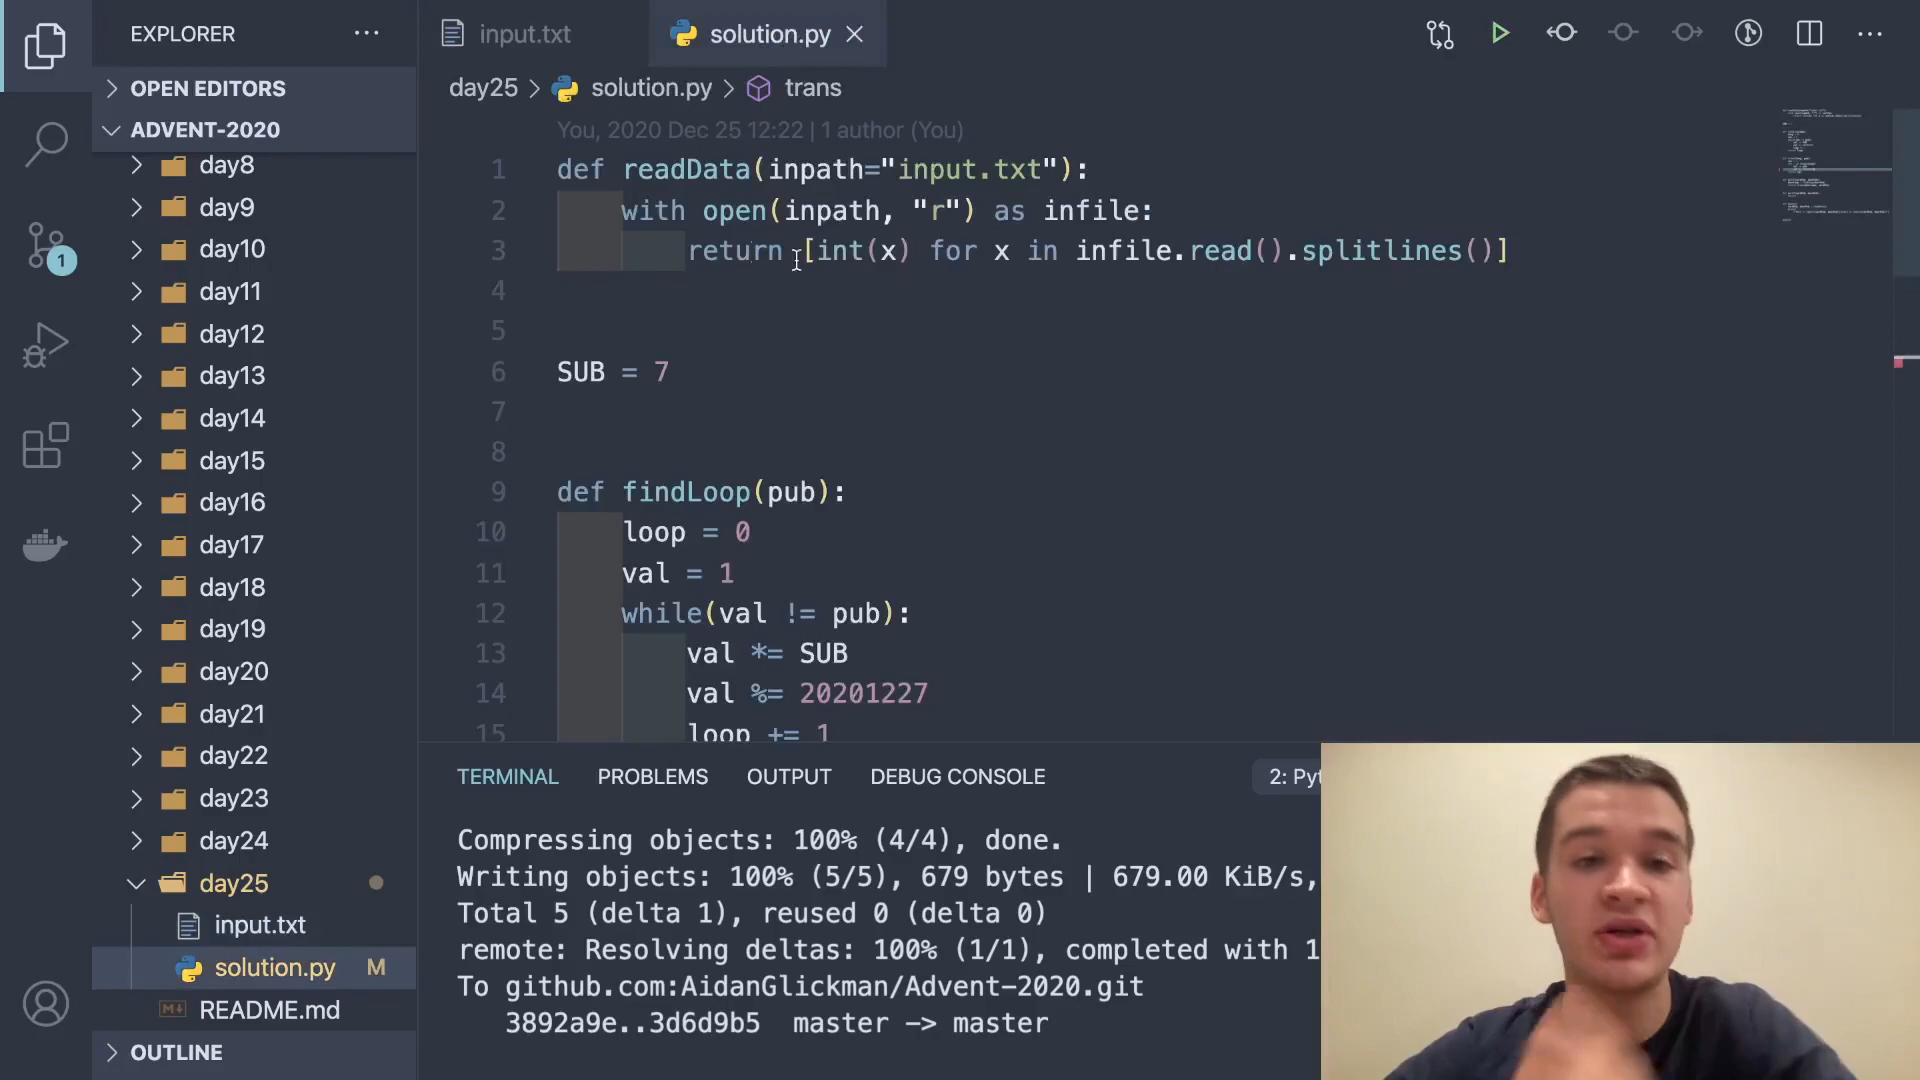 EXPLORER
input.txt
solution.py
OPEN EDITORS
day25 > solution.py > trans
ADVENT-2020
You, 2020 Dec 25 12:22 | 1 author (You)
day8
day9
day10
day11
day12
day13
day14
day15
day16
day17
day18
day19
day20
day21
day22
day23
day24
day25
input.txt
solution.py M
README.md
OUTLINE
1
1 def readData(inpath="input.txt"):
2 with open(inpath, "r") as infile:
3 return [int(x) for x in infile.read().splitlines()]
4
5
6 SUB = 7
7
8
9 def findLoop(pub):
10 loop = 0
11 val = 1
12 while(val != pub):
13 val *= SUB
14 val %= 20201227
15 loop += 1
TERMINAL PROBLEMS OUTPUT DEBUG CONSOLE 2: Pyt
Compressing objects: 100% (4/4), done.
Writing objects: 100% (5/5), 679 bytes | 679.00 KiB/s,
Total 5 (delta 1), reused 0 (delta 0)
remote: Resolving deltas: 100% (1/1), completed with 1
To github.com:AidanGlickman/Advent-2020.git
3892a9e..3d6d9b5 master -> master